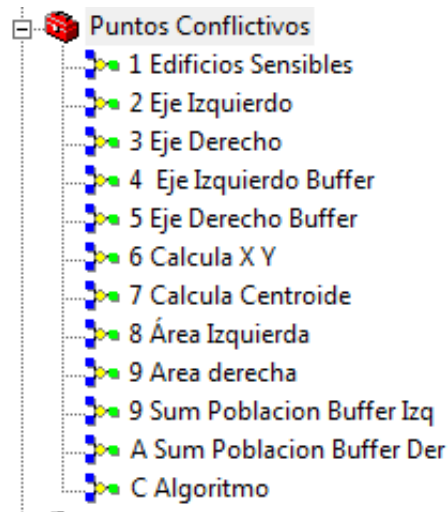 Puntos Conflictivos
1 Edificios Sensibles
2 Eje Izquierdo
3 Eje Derecho
4 Eje Izquierdo Buffer
5 Eje Derecho Buffer
6 Calcula X Y
7 Calcula Centroide
8 Área Izquierda
9 Area derecha
9 Sum Poblacion Buffer Izq
A Sum Poblacion Buffer Der
C Algoritmo